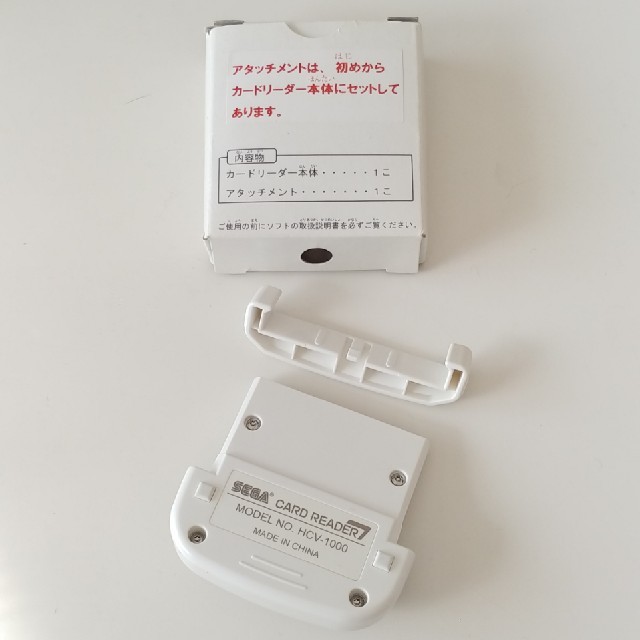 アタッチメントは、初めから
カードリーダー本体にセットして
あります。
内容物
カードリーダー本体・・・・・1こ
アタッチメント・・・・・・・1こ
ご使用の前にソフトの取扱説明書を必ずご覧ください。
SEGA® CARD READER
MODEL NO. HCV-1000
MADE IN CHINA